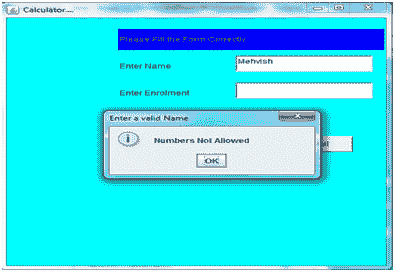 Calculator...
Please Fill the Form Correctly
Enter Name
Mehvish
Enter Enrolment
Enter a valid Name
Numbers Not Allowed
OK